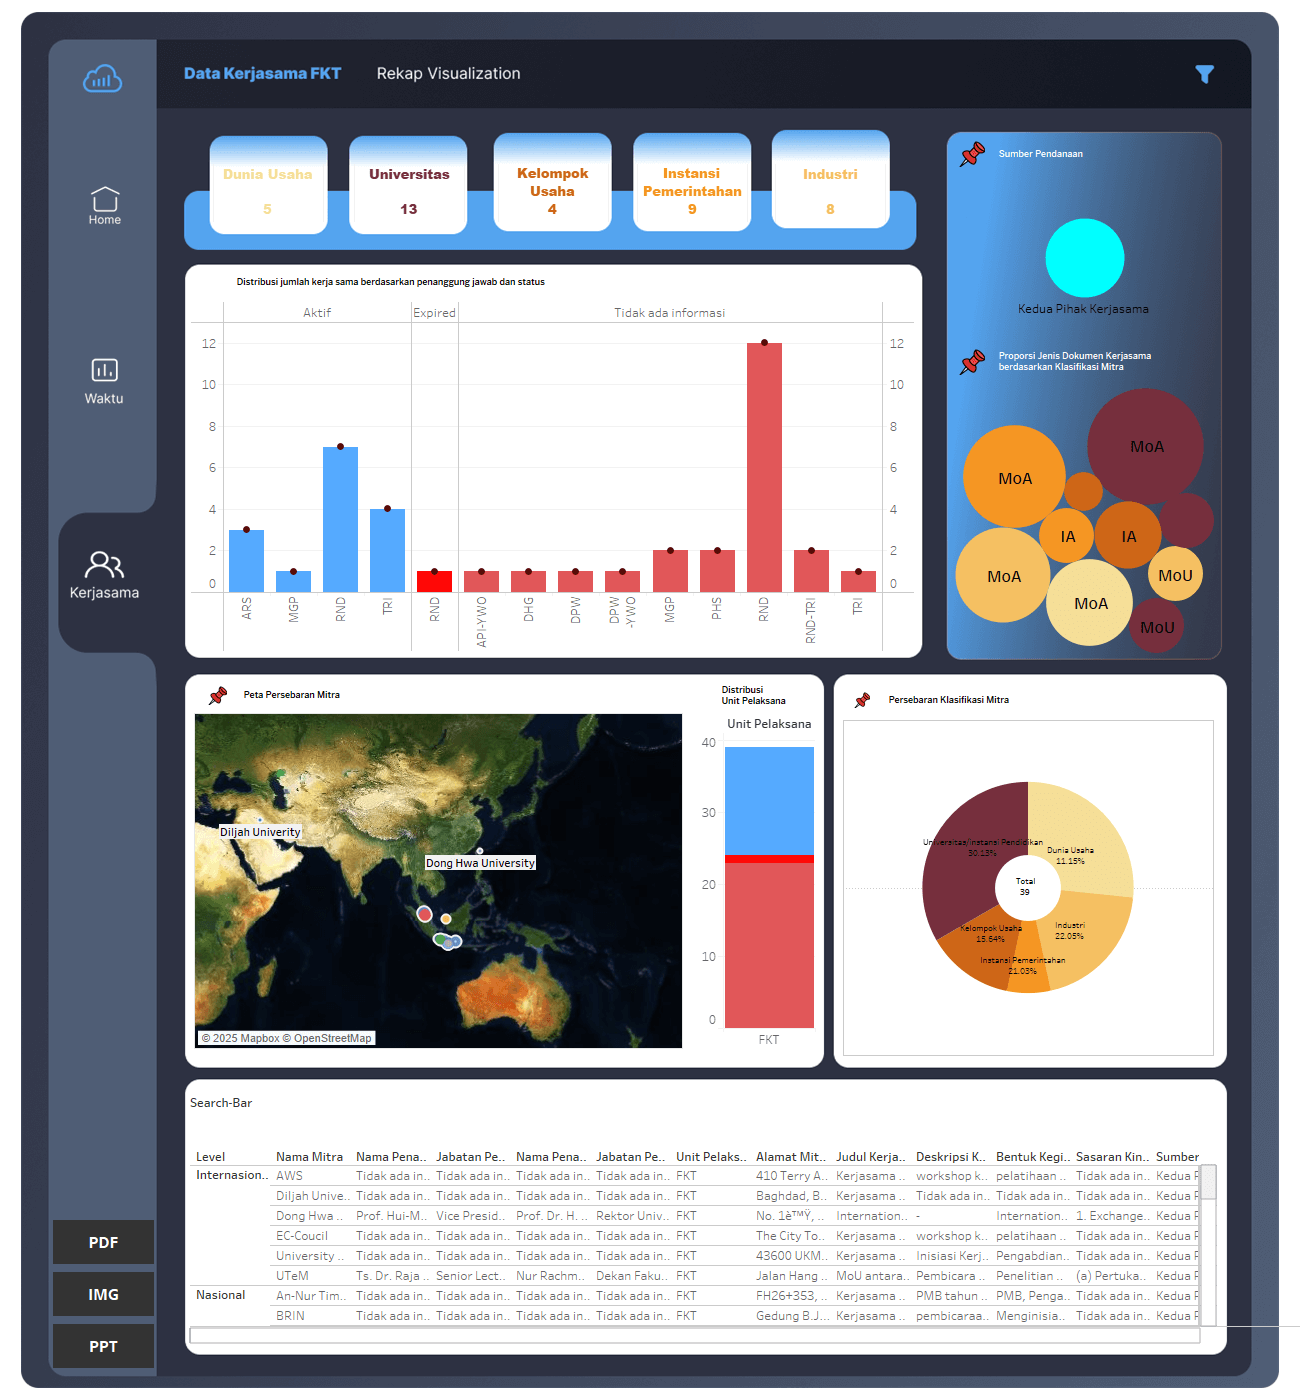 Data Kerjasama FKT
Rekap Visualization
Home
Waktu
Kerjasama
PDF
IMG
PPT
Dunia Usaha
5
Universitas
13
Kelompok
Usaha
4
Instansi
Pemerintahan
9
Industri
8
Distribusi jumlah kerja sama berdasarkan penanggung jawab dan status
Aktif Expired Tidak ada informasi
12 12
10 10
8 8
6 6
4 4
2 2
0 0
ARS
MGP
RND
TRI
RND
API-YWO
DHG
DPW
DPW
-YWO
MGP
PHS
RND
RND-TRI
TRI
Sumber Pendanaan
Kedua Pihak Kerjasama
Proporsi Jenis Dokumen Kerjasama
berdasarkan Klasifikasi Mitra
MoA
MoA
IA
IA
MoA
MoU
MoA
MoU
Peta Persebaran Mitra
Diljah Univerity
Dong Hwa University
© 2025 Mapbox © OpenStreetMap
Distribusi
Unit Pelaksana
Unit Pelaksana
40
30
20
10
0
FKT
Persebaran Klasifikasi Mitra
Universitas/Instansi Pendidikan
30.13%
Dunia Usaha
11.15%
Total
39
Kelompok Usaha
15.64%
Industri
22.05%
Instansi Pemerintahan
21.03%
Search-Bar
Level Nama Mitra Nama Pena.. Jabatan Pe.. Nama Pena.. Jabatan Pe.. Unit Pelaks.. Alamat Mit.. Judul Kerja.. Deskripsi K.. Bentuk Kegi.. Sasaran Kin.. Sumber
Internasion.. AWS Tidak ada in.. Tidak ada in.. Tidak ada in.. Tidak ada in.. FKT 410 Terry A.. Kerjasama .. workshop k.. pelatihaan .. Tidak ada in.. Kedua P
Diljah Unive.. Tidak ada in.. Tidak ada in.. Tidak ada in.. Tidak ada in.. FKT Baghdad, B.. Kerjasama .. Tidak ada in.. Tidak ada in.. Tidak ada in.. Kedua P
Dong Hwa .. Prof. Hui-M.. Vice Presid.. Prof. Dr. H. .. Rektor Univ.. FKT No. 1è™Ÿ, .. Internation.. - Internation.. 1. Exchange.. Kedua P
EC-Coucil Tidak ada in.. Tidak ada in.. Tidak ada in.. Tidak ada in.. FKT The City To.. Kerjasama .. workshop k.. pelatihaan .. Tidak ada in.. Kedua P
University .. Tidak ada in.. Tidak ada in.. Tidak ada in.. Tidak ada in.. FKT 43600 UKM.. Kerjasama .. Inisiasi Kerj.. Pengabdian.. Tidak ada in.. Kedua P
UTeM Ts. Dr. Raja .. Senior Lect.. Nur Rachm.. Dekan Faku.. FKT Jalan Hang .. MoU antara.. Pembicara .. Penelitian .. (a) Pertuka.. Kedua P
Nasional An-Nur Tim.. Tidak ada in.. Tidak ada in.. Tidak ada in.. Tidak ada in.. FKT FH26+353, .. Kerjasama .. PMB tahun .. PMB, Penga.. Tidak ada in.. Kedua P
BRIN Tidak ada in.. Tidak ada in.. Tidak ada in.. Tidak ada in.. FKT Gedung B.J.. Kerjasama .. pembicaraa.. Menginisia.. Tidak ada in.. Kedua P